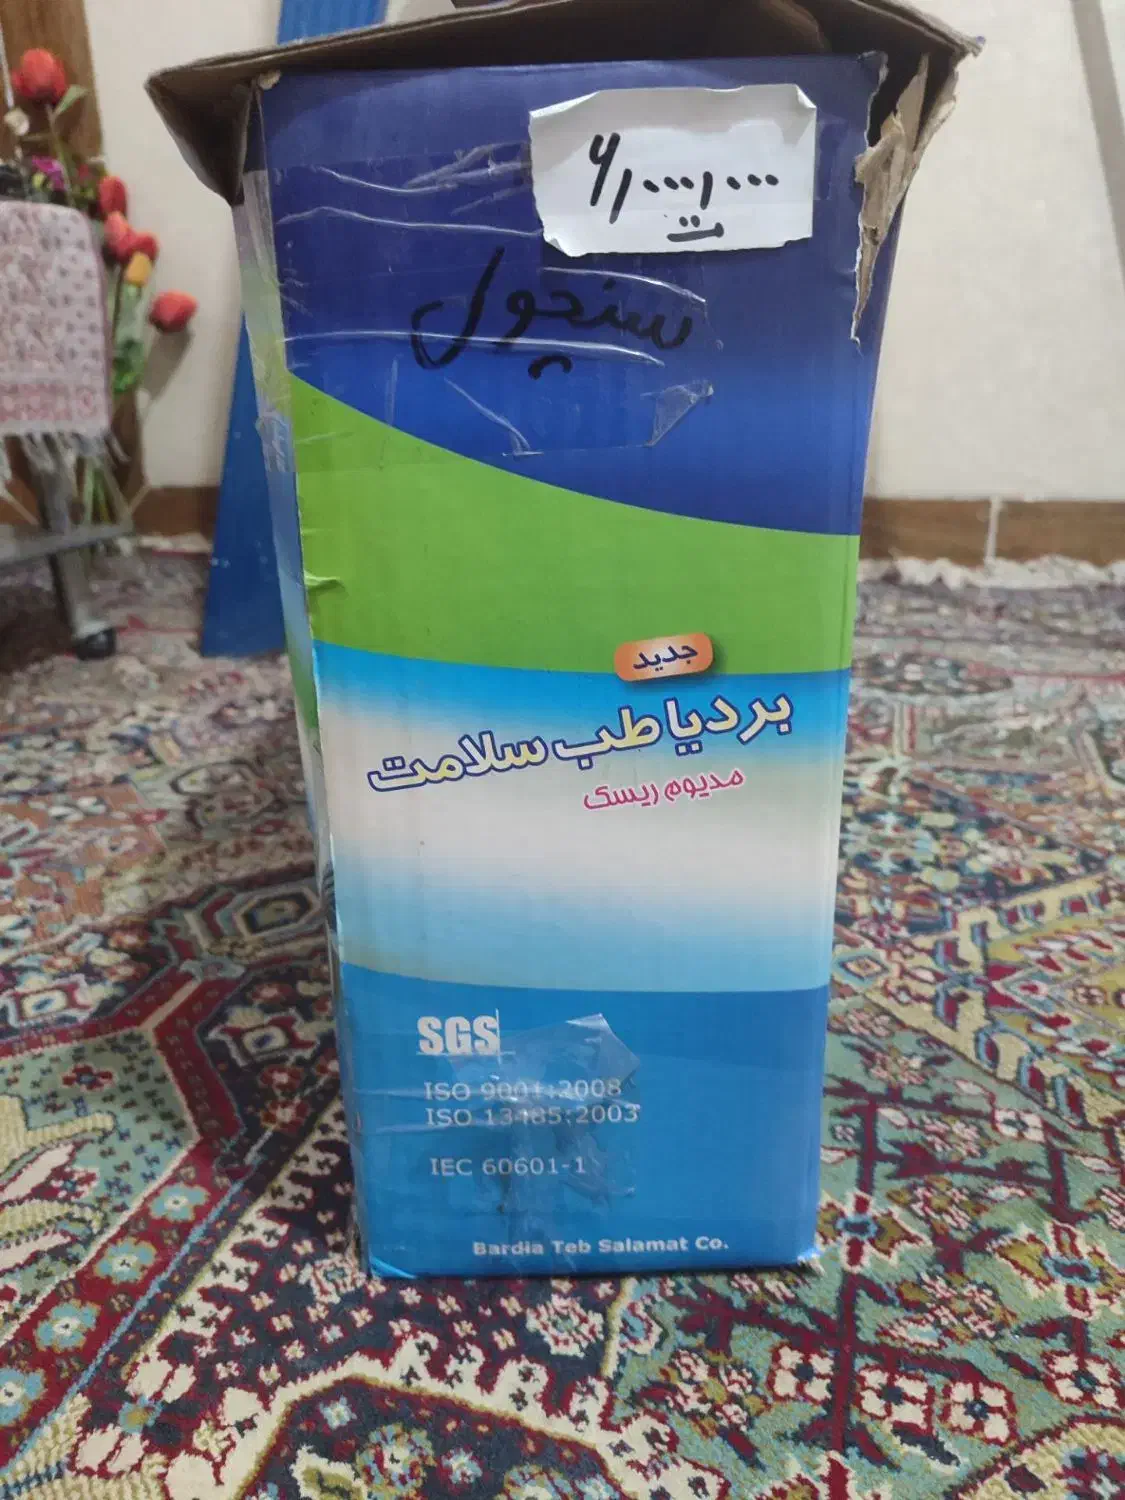 ۶/۰۰۰/۰۰۰ ت
سنچول
جدید
بردیا طب سلامت
مدیوم ریسک
SGS
ISO 9001:2008
ISO 13485:2003
IEC 60601-1
Bardia Teb Salamat Co.